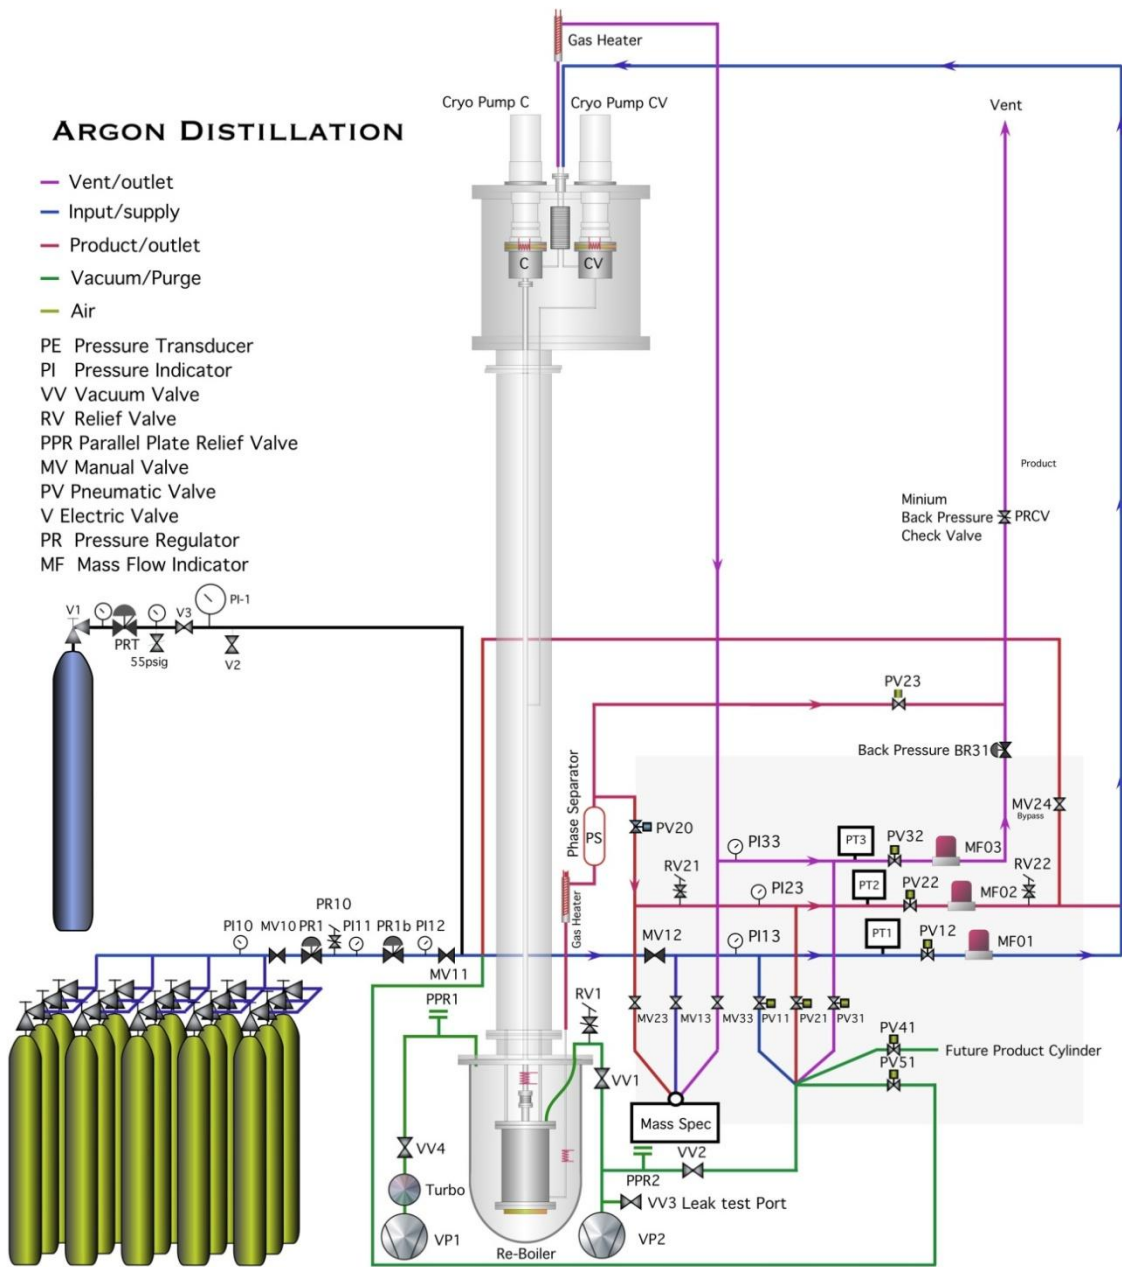 Gas Heater
Cryo Pump C
Cryo Pump CV
ARGON DISTILLATION
Vent
Vent/outlet
Input/supply
Product/outlet
Vacuum/Purge
Air
C
CV
PE Pressure Transducer
PI Pressure Indicator
VV Vacuum Valve
RV Relief Valve
PPR Parallel Plate Relief Valve
MV Manual Valve
PV Pneumatic Valve
V Electric Valve
PR Pressure Regulator
MF Mass Flow Indicator
Product
Minium
Back Pressure
Check Valve
PRCV
V1
V3
PI-1
PRT
55psig
V2
PV23
Back Pressure BR31
Phase Separator
PS
PV20
MV24
Bypass
PI33
PT3
PV32
MF03
RV21
PI23
PT2
PV22
MF02
RV22
Gas Heater
PR10
PI10
MV10
PR1
PI11
PR1b
PI12
MV11
MV12
PI13
PT1
PV12
MF01
PPR1
RV1
MV23
MV13
MV33
PV11
PV21
PV31
PV41
Future Product Cylinder
PV51
VV1
Mass Spec
VV4
VV2
PPR2
Turbo
VV3 Leak test Port
VP1
VP2
Re-Boiler